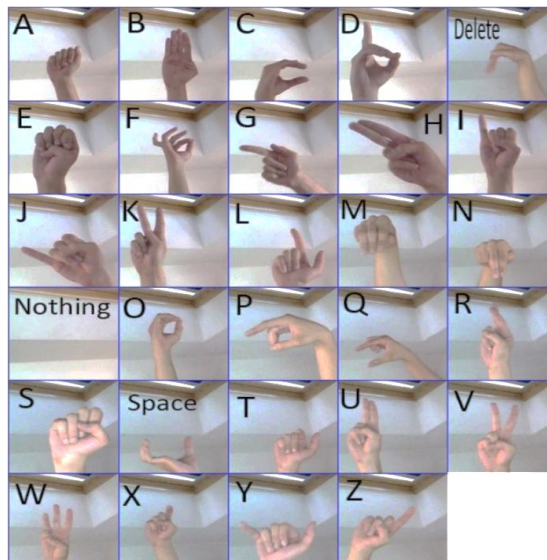 A B C D Delete
E F G H I
J K L M N
Nothing O P Q R
S Space T U V
W X Y Z